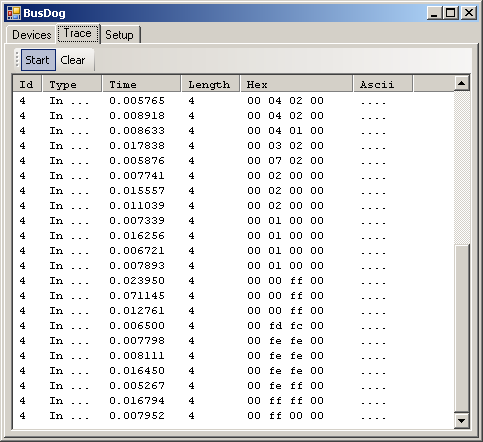 BusDog
Devices Trace Setup
Start Clear
Id Type Time Length Hex Ascii
4 In ... 0.005765 4 00 04 02 00 ....
4 In ... 0.008918 4 00 04 02 00 ....
4 In ... 0.008633 4 00 04 01 00 ....
4 In ... 0.017838 4 00 03 02 00 ....
4 In ... 0.005876 4 00 07 02 00 ....
4 In ... 0.007741 4 00 02 00 00 ....
4 In ... 0.015557 4 00 02 00 00 ....
4 In ... 0.011039 4 00 02 00 00 ....
4 In ... 0.007339 4 00 01 00 00 ....
4 In ... 0.016256 4 00 01 00 00 ....
4 In ... 0.006721 4 00 01 00 00 ....
4 In ... 0.007893 4 00 01 00 00 ....
4 In ... 0.023950 4 00 00 ff 00 ....
4 In ... 0.071145 4 00 00 ff 00 ....
4 In ... 0.012761 4 00 00 ff 00 ....
4 In ... 0.006500 4 00 fd fc 00 ....
4 In ... 0.007798 4 00 fe fe 00 ....
4 In ... 0.008111 4 00 fe fe 00 ....
4 In ... 0.016450 4 00 fe fe 00 ....
4 In ... 0.005267 4 00 fe ff 00 ....
4 In ... 0.016794 4 00 ff ff 00 ....
4 In ... 0.007952 4 00 ff 00 00 ....